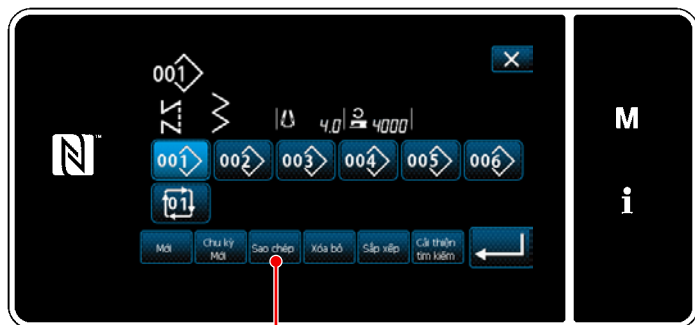 001
4.0 4000
001 002 003 004 005 006
01
Mới Chu kỳ Mới Sao chép Xóa bỏ Sắp xếp Cải thiện tìm kiếm
M
i